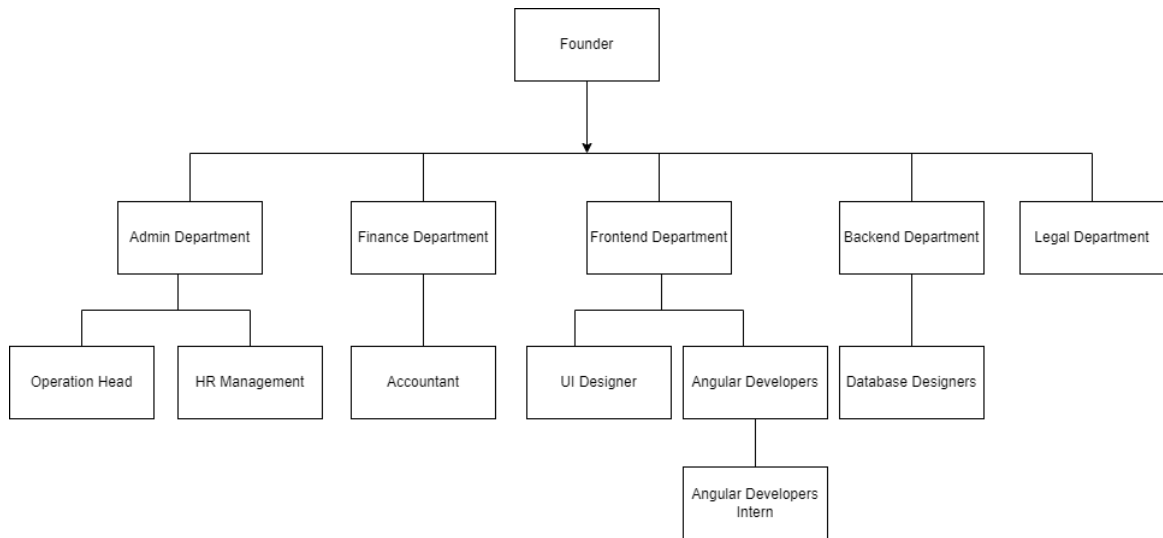 Founder
Admin Department
Finance Department
Frontend Department
Backend Department
Legal Department
Operation Head
HR Management
Accountant
UI Designer
Angular Developers
Database Designers
Angular Developers
Intern